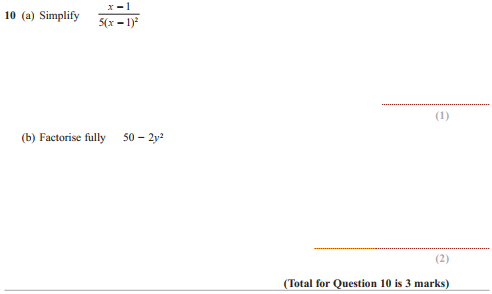 10 (a) Simplify x − 1
5(x − 1)²
(1)
(b) Factorise fully 50 − 2y²
(2)
(Total for Question 10 is 3 marks)